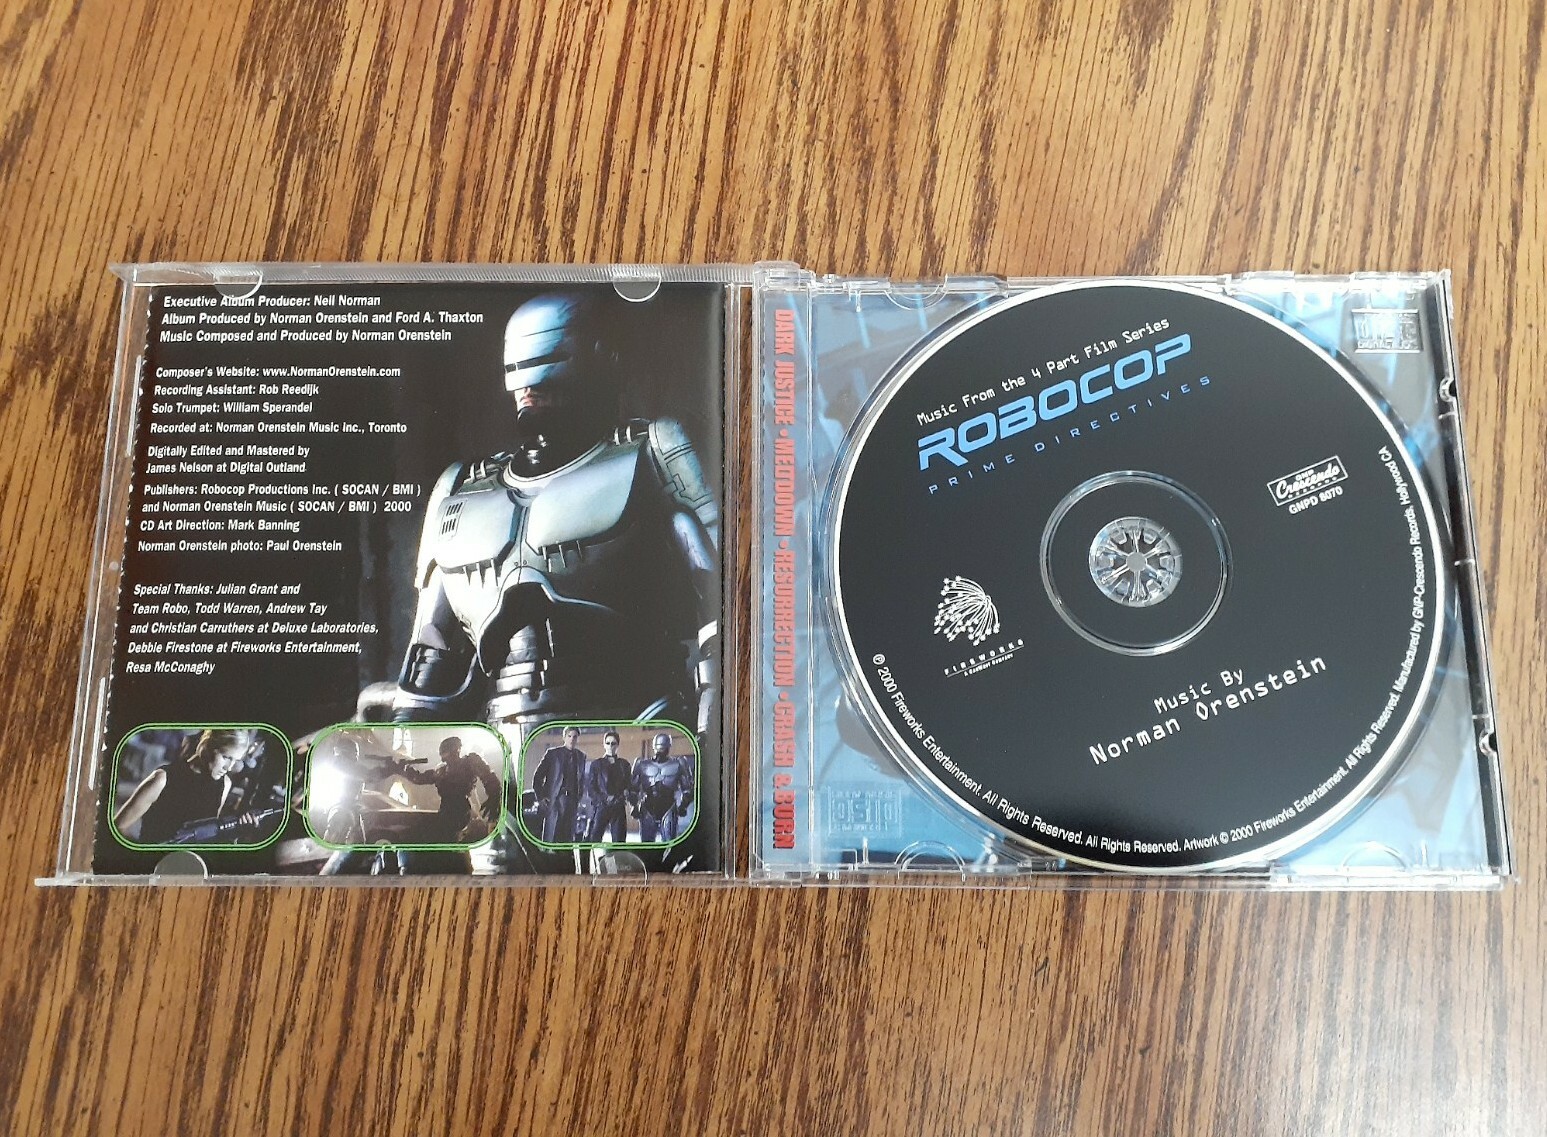 Executive Album Producer: Neil Norman
Album Produced by Norman Orenstein and Ford A. Thaxton
Music Composed and Produced by Norman Orenstein
Composer's Website: www.NormanOrenstein.com
Recording Assistant: Rob Reedijk
Solo Trumpet: William Sperandel
Recorded at: Norman Orenstein Music Inc., Toronto
Digitally Edited and Mastered by
James Nelson at Digital Outland
Publishers: Robocop Productions Inc. ( SOCAN / BMI )
and Norman Orenstein Music ( SOCAN / BMI ) 2000
CD Art Direction: Mark Banning
Norman Orenstein photo: Paul Orenstein
Special Thanks: Julian Grant and
Team Robo, Todd Warren, Andrew Tay
and Christian Carruthers at Deluxe Laboratories,
Debbie Firestone at Fireworks Entertainment,
Resa McConaghy
DARK JUSTICE • MELTDOWN • RESURRECTION • CRASH & BURN
Music From the 4 Part Film Series
ROBOCOP
PRIME DIRECTIVES
GNP
Crescendo
RECORDS
GNPD 8070
FIREWORKS
A CanWest Company
Music By
Norman Orenstein
℗ 2000 Fireworks Entertainment. All Rights Reserved. All Rights Reserved. Artwork © 2000 Fireworks Entertainment. All Rights Reserved. Manufactured by GNP-Crescendo Records, Hollywood CA